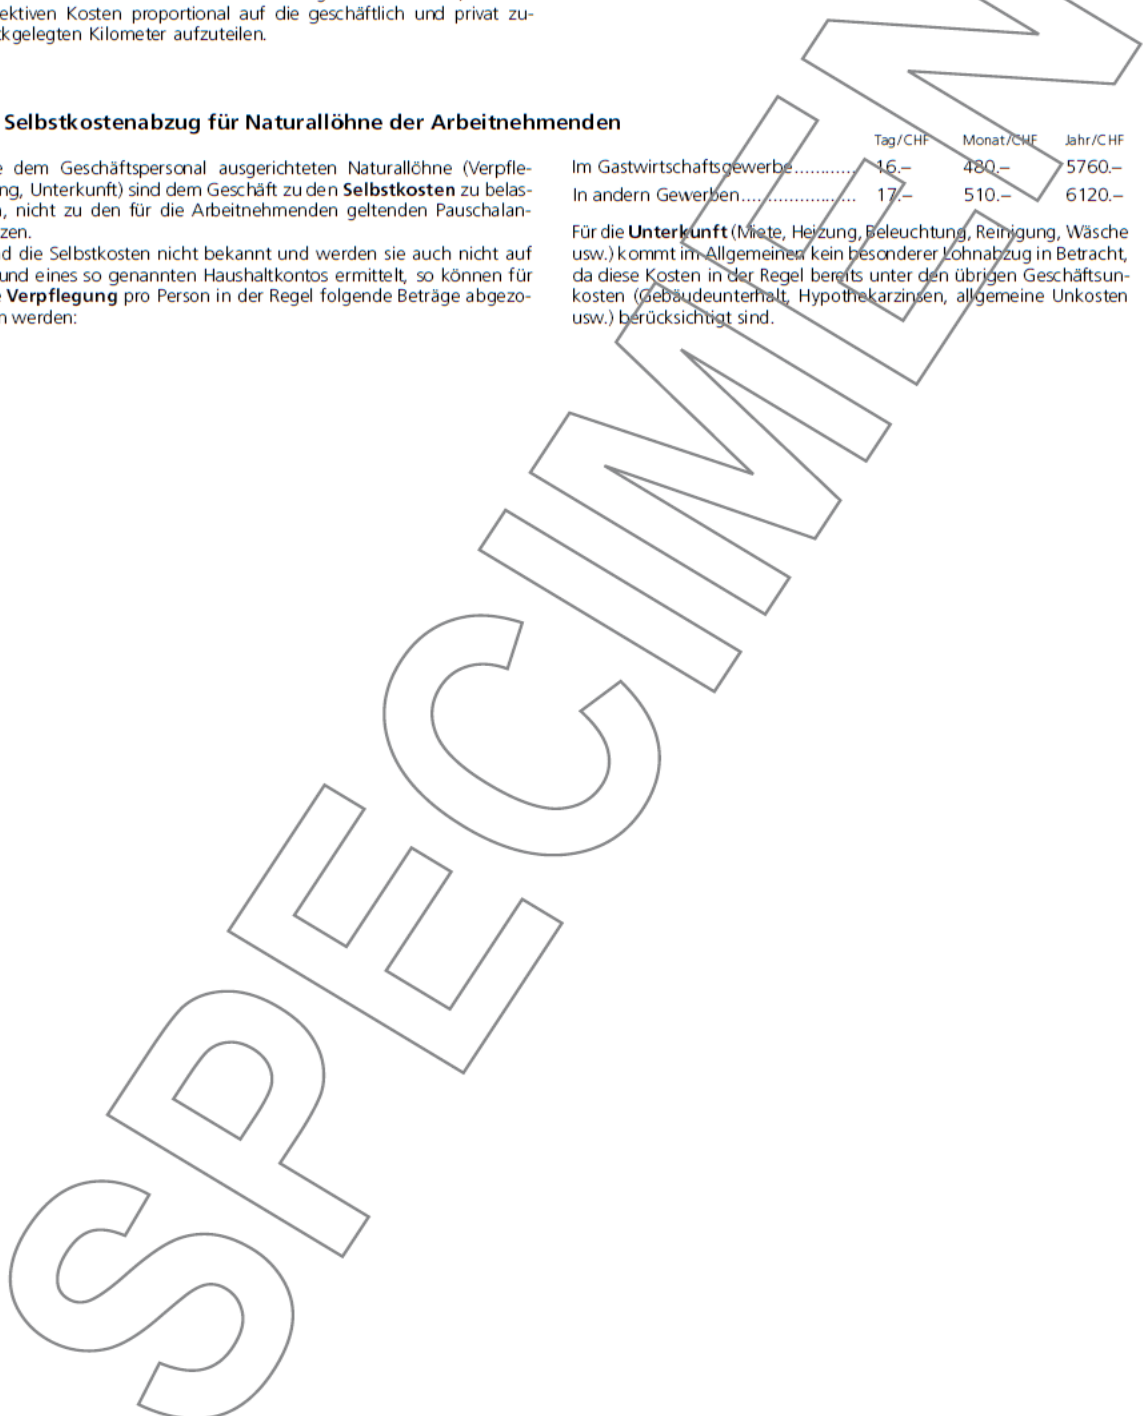 ektiven Kosten proportional auf die geschäftlich und privat zu-
kgelegten Kilometer aufzuteilen.
Selbstkostenabzug für Naturallöhne der Arbeitnehmenden
e dem Geschäftspersonal ausgerichteten Naturallöhne (Verpfle-
ng, Unterkunft) sind dem Geschäft zu den Selbstkosten zu belas-
, nicht zu den für die Arbeitnehmenden geltenden Pauschalan-
zen.
d die Selbstkosten nicht bekannt und werden sie auch nicht auf
und eines so genannten Haushaltkontos ermittelt, so können für
e Verpflegung pro Person in der Regel folgende Beträge abgezo-
n werden:
Tag/CHF Monat/CHF Jahr/CHF
Im Gastwirtschaftsgewerbe............ 16.– 480.– 5760.–
In andern Gewerben...................... 17.– 510.– 6120.–
Für die Unterkunft (Miete, Heizung, Beleuchtung, Reinigung, Wäsche
usw.) kommt im Allgemeinen kein besonderer Lohnabzug in Betracht,
da diese Kosten in der Regel bereits unter den übrigen Geschäftsun-
kosten (Gebäudeunterhalt, Hypothekarzinsen, allgemeine Unkosten
usw.) berücksichtigt sind.
SPECIMEN